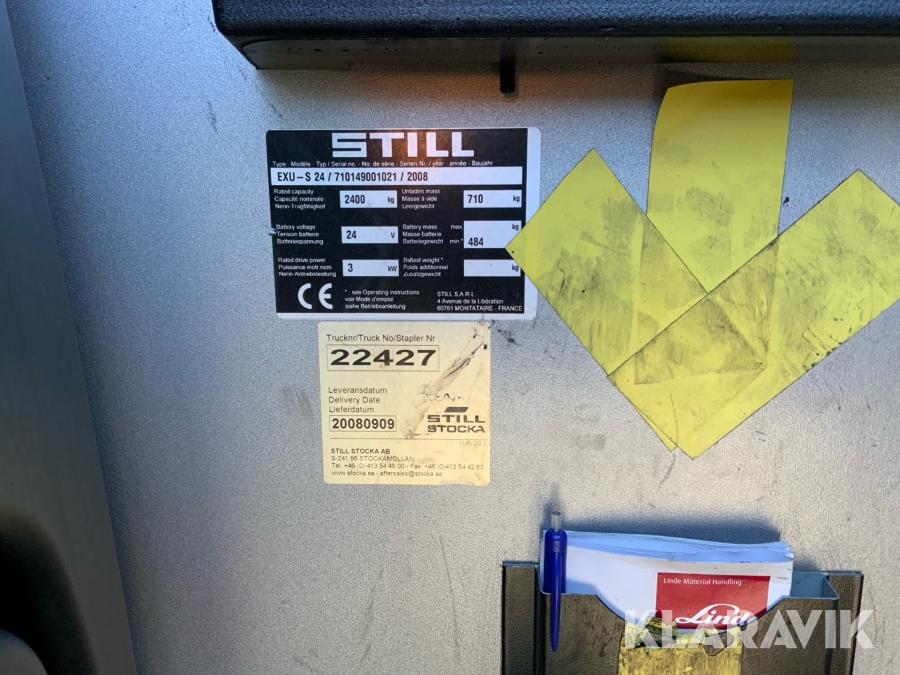 STILL
Type - Modèle - Typ / Serial no. - No. de série - Serien Nr. / year - année - Baujahr
EXU-S 24 / 710149001021 / 2008
Rated capacity
Capacité nominale
Nenn-Tragfähigkeit
2400 kg
Unladen mass
Masse à vide
Leergewicht
710 kg
Battery voltage
Tension batterie
Batteriespannung
24 V
Battery mass max
Masse batterie
Batteriegewicht min.*
kg
484
Rated drive power
Puissance motr. nom.
Nenn-Antriebsleistung
3 kW
Ballast weight *
Poids additionnel
Zusatzgewicht
kg
CE
* : see Operating instructions
voir Mode d'emploi
siehe Betriebsanleitung
STILL S.A.R.L.
4 Avenue de la Libération
60761 MONTATAIRE - FRANCE
Trucknr/Truck No/Stapler Nr
22427
Leveransdatum
Delivery Date
Lieferdatum
20080909
STILL
STOCKA
STILL STOCKA AB
S-241 96 STOCKAMÖLLAN
Tel: +46 (0) 413 54 49 00 - Fax: +46 (0)413 54 42 63
www.stocka.se - aftersales@stocka.se
Linde Material Handling
Linde
KLARAVIK